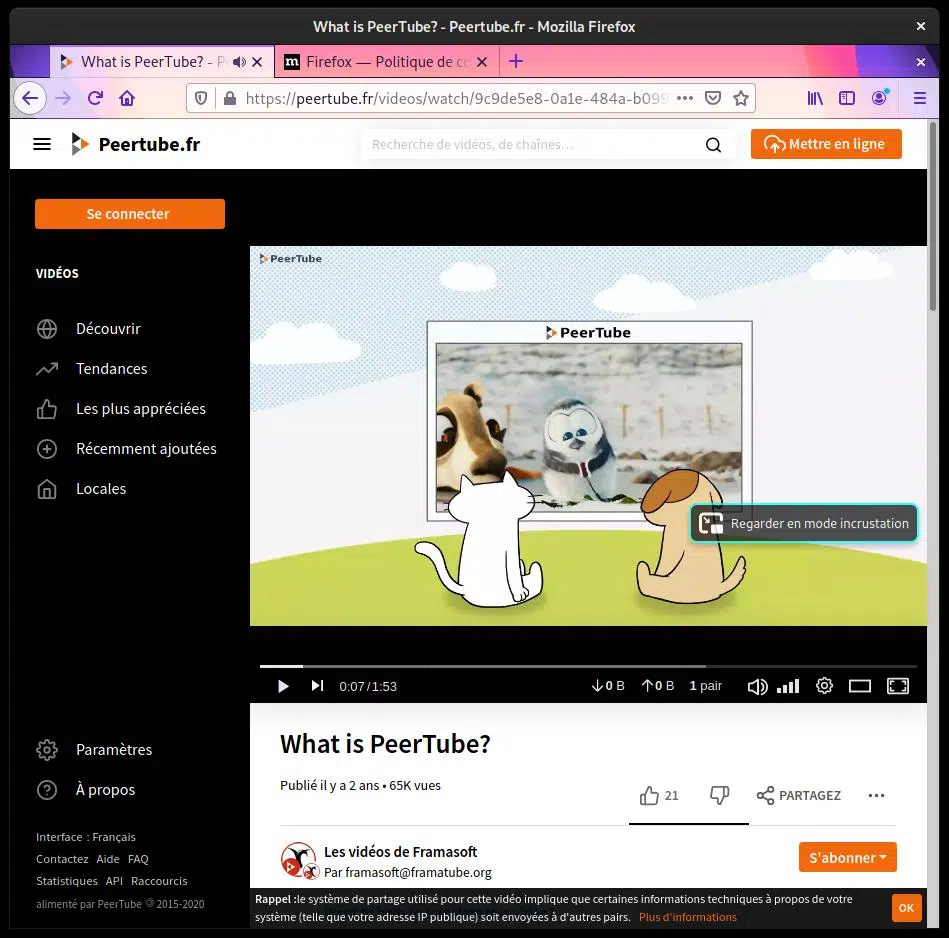 What is PeerTube? - Peertube.fr - Mozilla Firefox
What is PeerTube? - P
Firefox — Politique de co
https://peertube.fr/videos/watch/9c9de5e8-0a1e-484a-b099
Peertube.fr
Recherche de vidéos, de chaînes…
Mettre en ligne
Se connecter
VIDÉOS
Découvrir
Tendances
Les plus appréciées
Récemment ajoutées
Locales
Paramètres
À propos
Interface : Français
Contactez Aide FAQ
Statistiques API Raccourcis
alimenté par PeerTube © 2015-2020
PeerTube
PeerTube
Regarder en mode incrustation
0:07/1:53
↓0 B ↑0 B 1 pair
What is PeerTube?
Publié il y a 2 ans • 65K vues
21
PARTAGEZ
Les vidéos de Framasoft
Par framasoft@framatube.org
S'abonner
Rappel :le système de partage utilisé pour cette vidéo implique que certaines informations techniques à propos de votre
système (telle que votre adresse IP publique) soit envoyées à d'autres pairs. Plus d'informations
OK